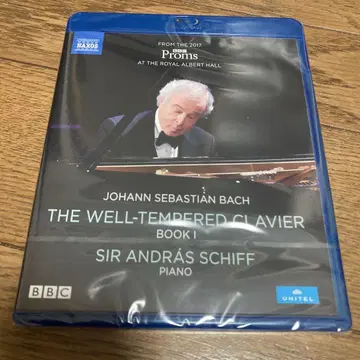 NAXOS
FROM THE 2017
BBC
Proms
AT THE ROYAL ALBERT HALL
JOHANN SEBASTIAN BACH
THE WELL-TEMPERED CLAVIER
BOOK I
SIR ANDRÁS SCHIFF
PIANO
BBC
UNITEL